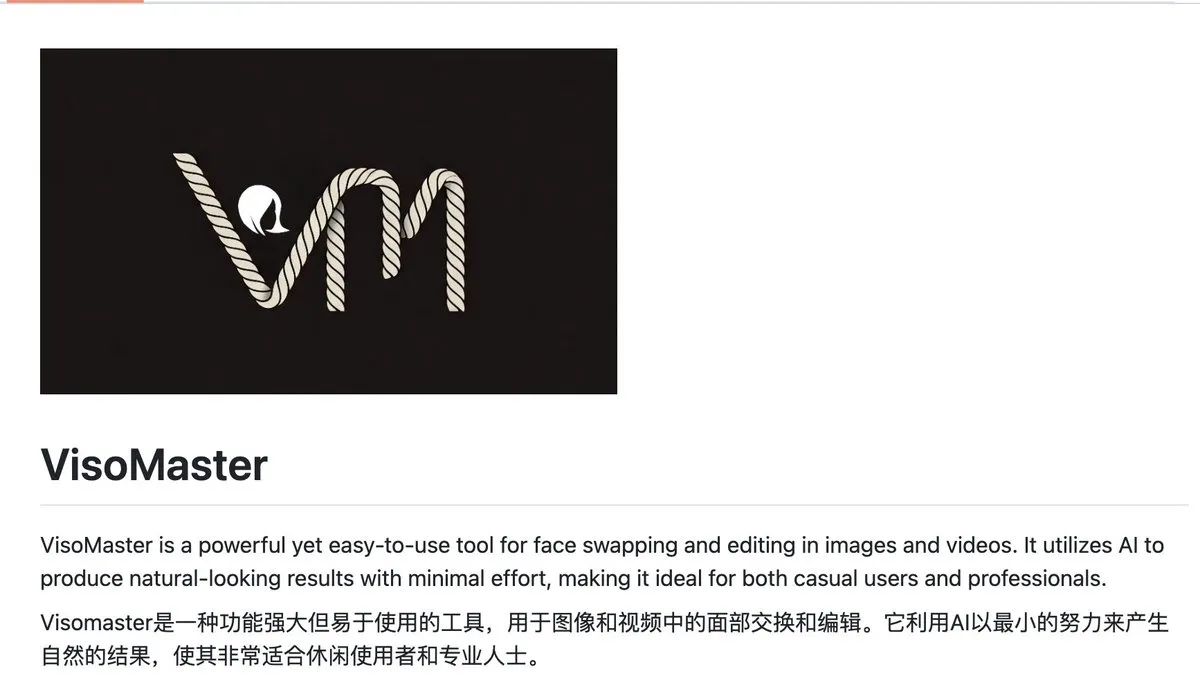 VM
VisoMaster
VisoMaster is a powerful yet easy-to-use tool for face swapping and editing in images and videos. It utilizes AI to
produce natural-looking results with minimal effort, making it ideal for both casual users and professionals.
Visomaster是一种功能强大但易于使用的工具，用于图像和视频中的面部交换和编辑。它利用AI以最小的努力来产生
自然的结果，使其非常适合休闲使用者和专业人士。